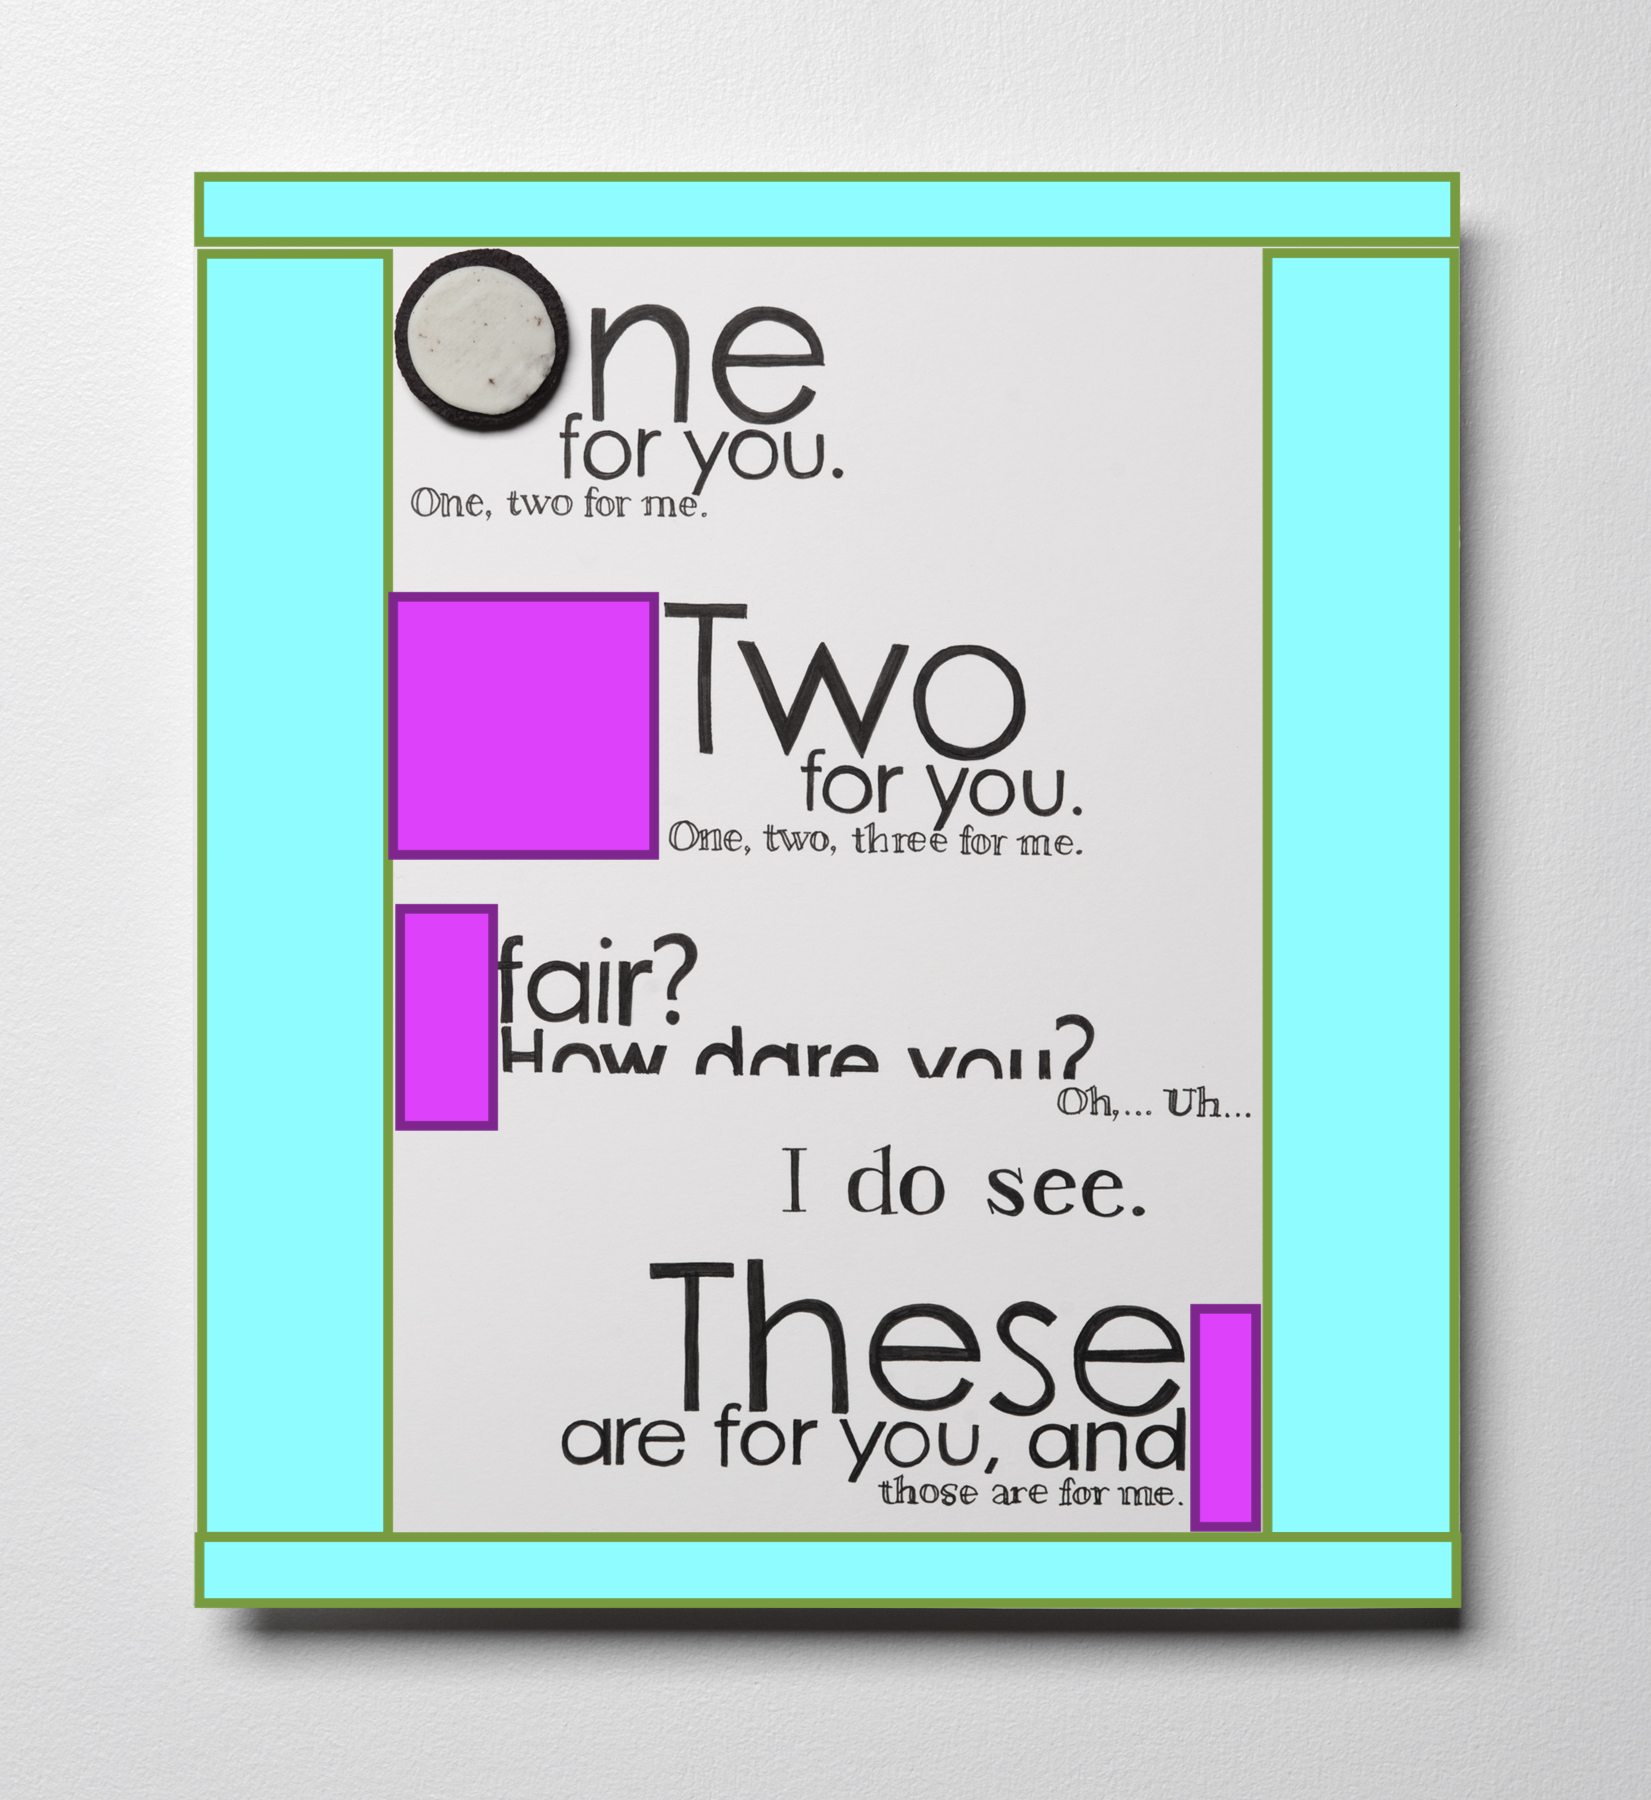 One
for you.
One, two for me.
Two
for you.
One, two, three for me.
fair?
How dare you?
Oh,... Uh...
I do see.
These
are for you, and
those are for me.